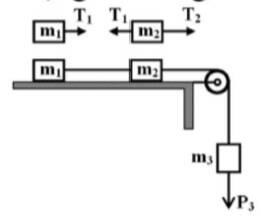 T₁ T₁ T₂
m₁ m₂
m₁ m₂
m₃
P₃